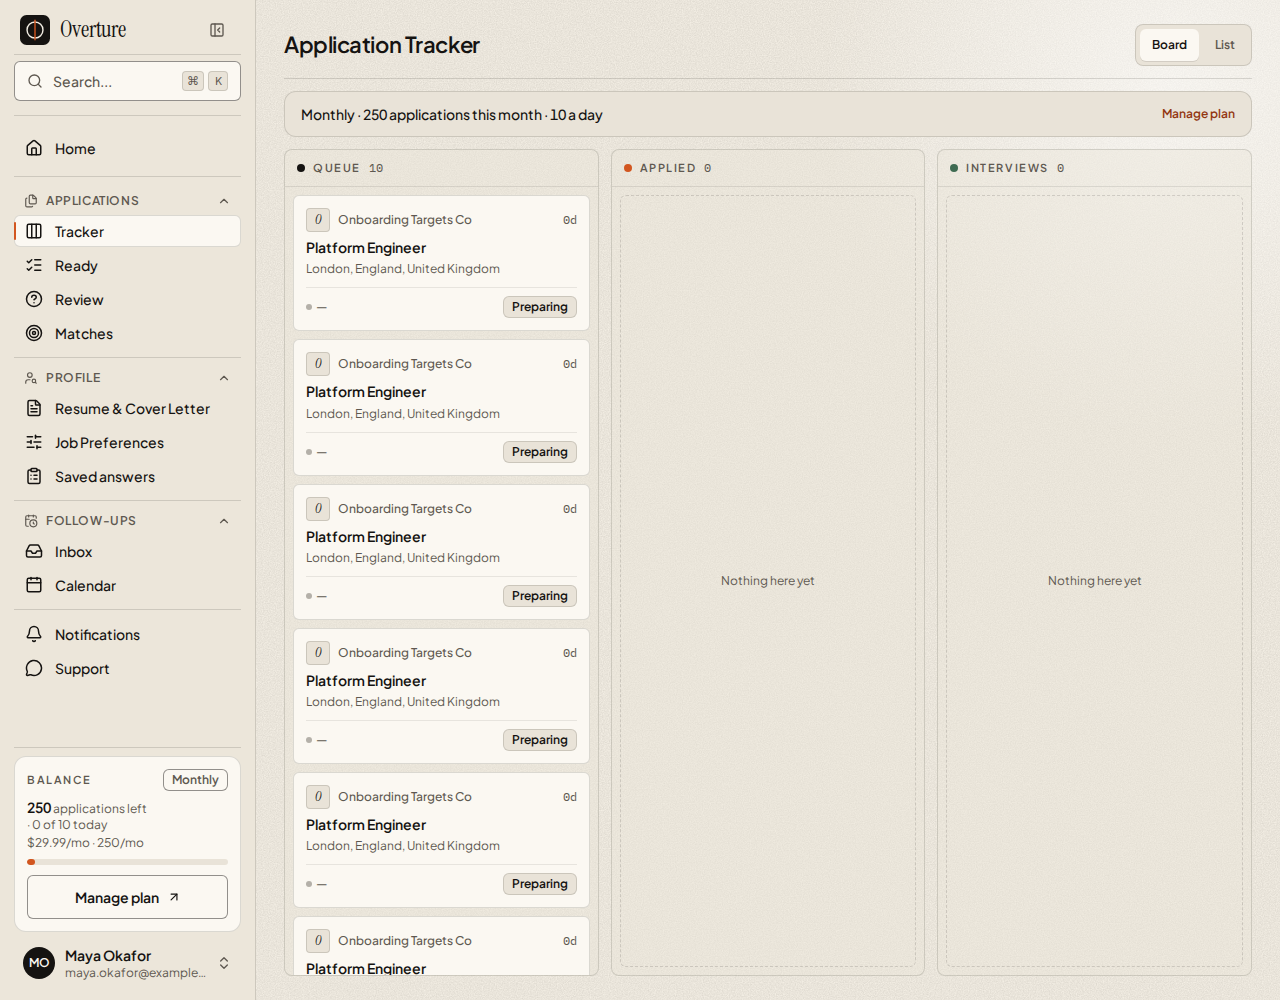 Overture
Search...
⌘ K
Home
APPLICATIONS
Tracker
Ready
Review
Matches
PROFILE
Resume & Cover Letter
Job Preferences
Saved answers
FOLLOW-UPS
Inbox
Calendar
Notifications
Support
BALANCE Monthly
250 applications left
· 0 of 10 today
$29.99/mo · 250/mo
Manage plan
MO
Maya Okafor
maya.okafor@example...
Application Tracker
Board List
Monthly · 250 applications this month · 10 a day
Manage plan
QUEUE 10
0 Onboarding Targets Co 0d
Platform Engineer
London, England, United Kingdom
— Preparing
0 Onboarding Targets Co 0d
Platform Engineer
London, England, United Kingdom
— Preparing
0 Onboarding Targets Co 0d
Platform Engineer
London, England, United Kingdom
— Preparing
0 Onboarding Targets Co 0d
Platform Engineer
London, England, United Kingdom
— Preparing
0 Onboarding Targets Co 0d
Platform Engineer
London, England, United Kingdom
— Preparing
0 Onboarding Targets Co 0d
Platform Engineer
APPLIED 0
Nothing here yet
INTERVIEWS 0
Nothing here yet